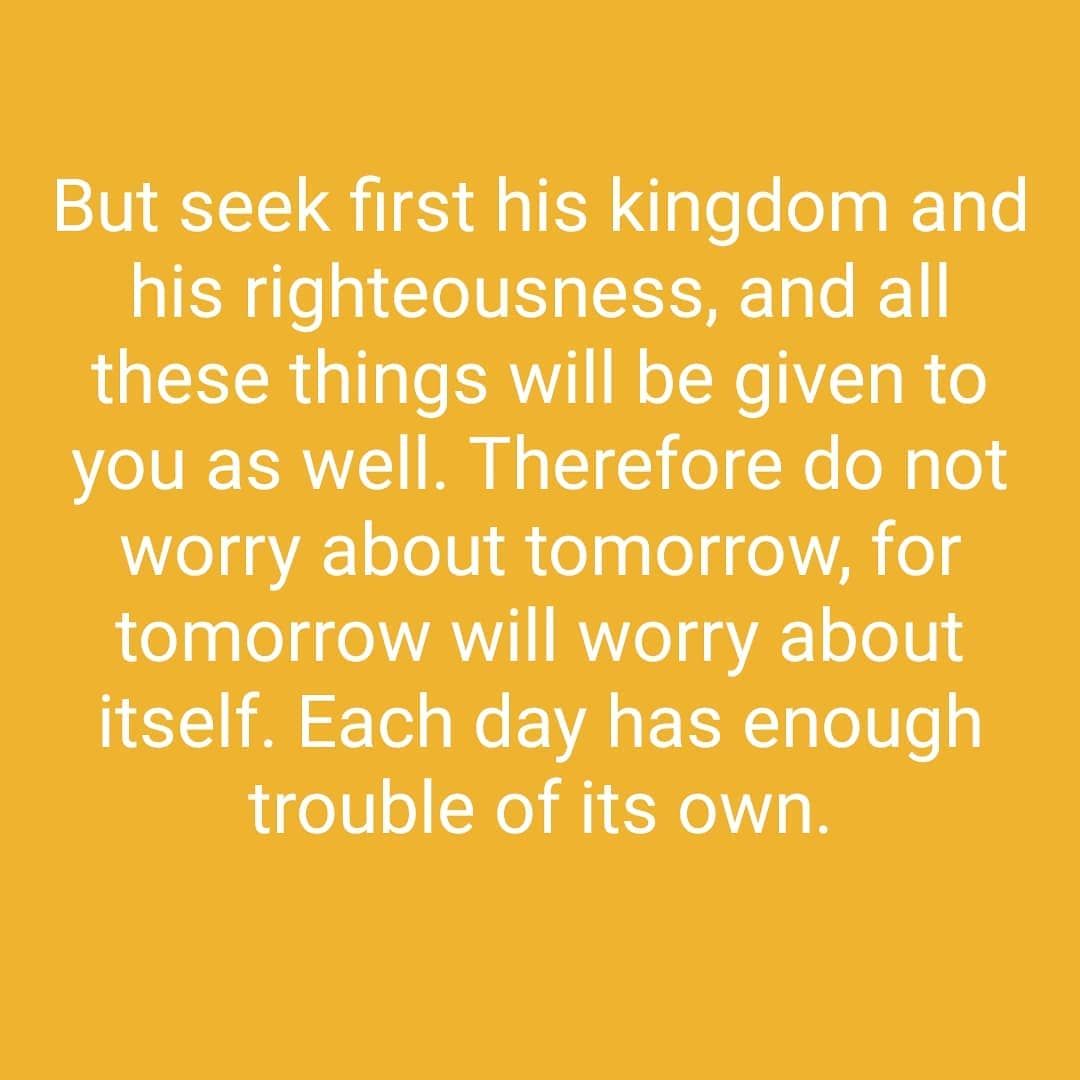 But seek first his kingdom and
his righteousness, and all
these things will be given to
you as well. Therefore do not
worry about tomorrow, for
tomorrow will worry about
itself. Each day has enough
trouble of its own.